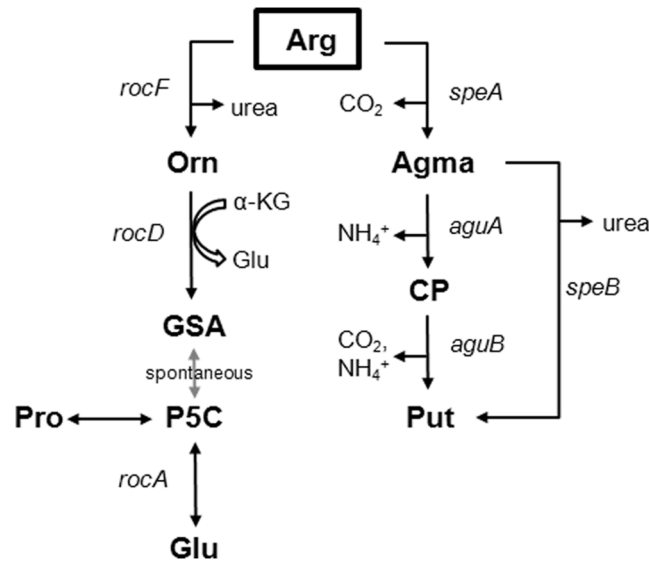 Arg
rocF
urea
CO2
speA
Orn
Agma
rocD
α-KG
Glu
NH4+
aguA
urea
CP
speB
GSA
CO2,
NH4+
aguB
spontaneous
Pro
P5C
Put
rocA
Glu